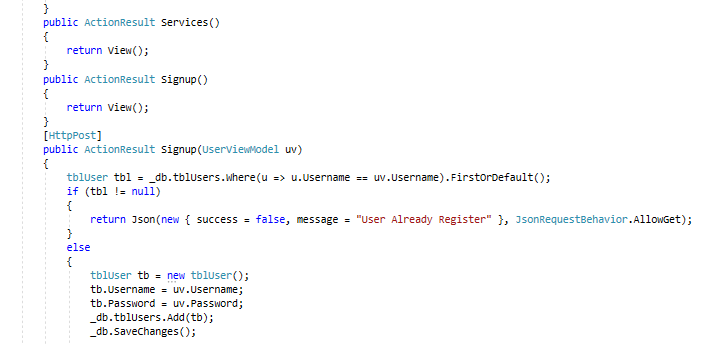 }
public ActionResult Services()
{
return View();
}
public ActionResult Signup()
{
return View();
}
[HttpPost]
public ActionResult Signup(UserViewModel uv)
{
tblUser tbl = _db.tblUsers.Where(u => u.Username == uv.Username).FirstOrDefault();
if (tbl != null)
{
return Json(new { success = false, message = "User Already Register" }, JsonRequestBehavior.AllowGet);
}
else
{
tblUser tb = new tblUser();
tb.Username = uv.Username;
tb.Password = uv.Password;
_db.tblUsers.Add(tb);
_db.SaveChanges();